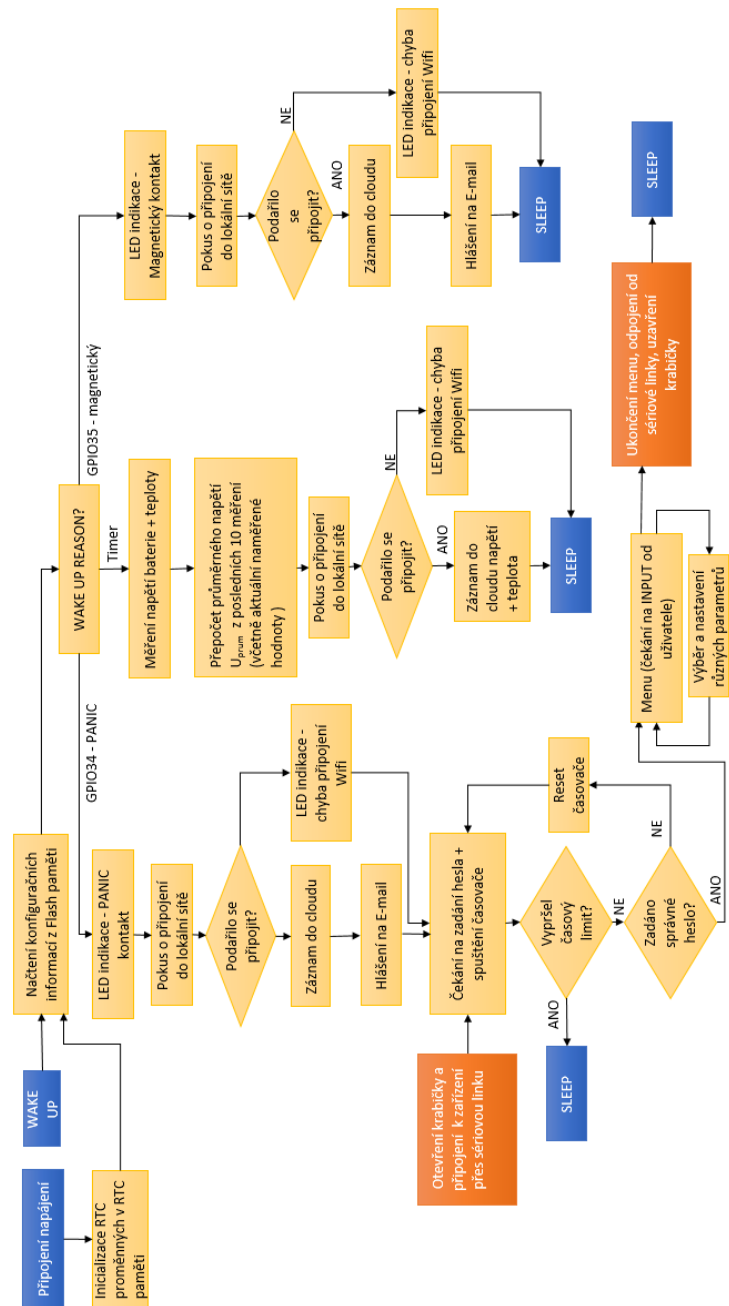 Připojení napájení
Inicializace RTC
proměnných v RTC
paměti
WAKE
UP
Načtení konfiguračních
informací z Flash paměti
WAKE UP REASON?
GPIO34 - PANIC
Timer
GPIO35 - magnetický
LED indikace - PANIC
kontakt
Pokus o připojení
do lokální sítě
Podařilo se
připojit?
Záznam do cloudu
Hlášení na E-mail
LED indikace -
chyba připojení
Wifi
Otevření krabičky a
připojení k zařízení
přes sériovou linku
Čekání na zadání hesla +
spuštění časovače
Vypršel
časový
limit?
ANO
NE
SLEEP
Zadáno
správné
heslo?
NE
ANO
Reset
časovače
Menu (čekání na INPUT od
uživatele)
Výběr a nastavení
různých parametrů
Ukončení menu, odpojení od
sériové linky, uzavření
krabičky
SLEEP
Měření napětí baterie + teploty
Přepočet průměrného napětí
Uprum z posledních 10 měření
(včetně aktuální naměřené
hodnoty )
Pokus o připojení
do lokální sítě
Podařilo se
připojit?
NE
ANO
LED indikace - chyba
připojení Wifi
Záznam do
cloudu napětí
+ teplota
SLEEP
LED indikace -
Magnetický kontakt
Pokus o připojení
do lokální sítě
Podařilo
se
připojit?
NE
ANO
LED indikace - chyba
připojení Wifi
Záznam do cloudu
Hlášení na E-mail
SLEEP